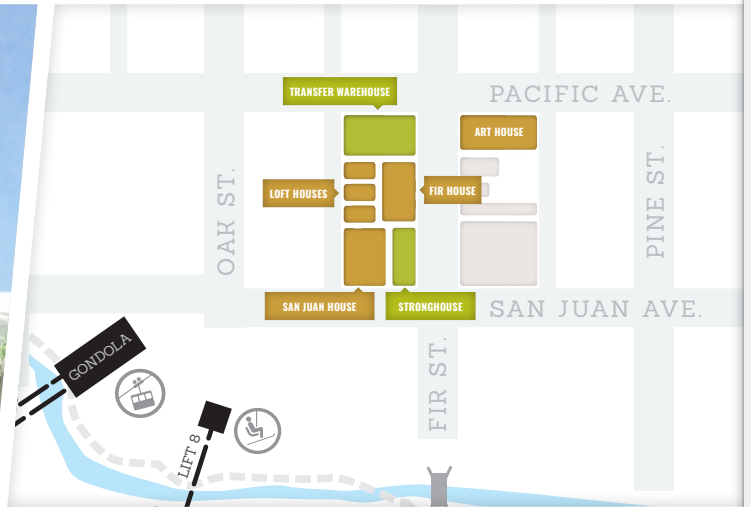 TRANSFER WAREHOUSE
PACIFIC AVE.
ART HOUSE
LOFT HOUSES
FIR HOUSE
OAK ST.
PINE ST.
SAN JUAN HOUSE
STRONGHOUSE
SAN JUAN AVE.
FIR ST.
GONDOLA
LIFT 8